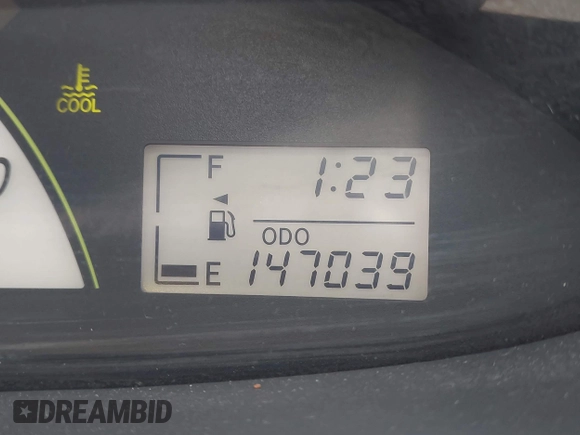 COOL
F 1:23
ODO
E 147039
DREAMBID